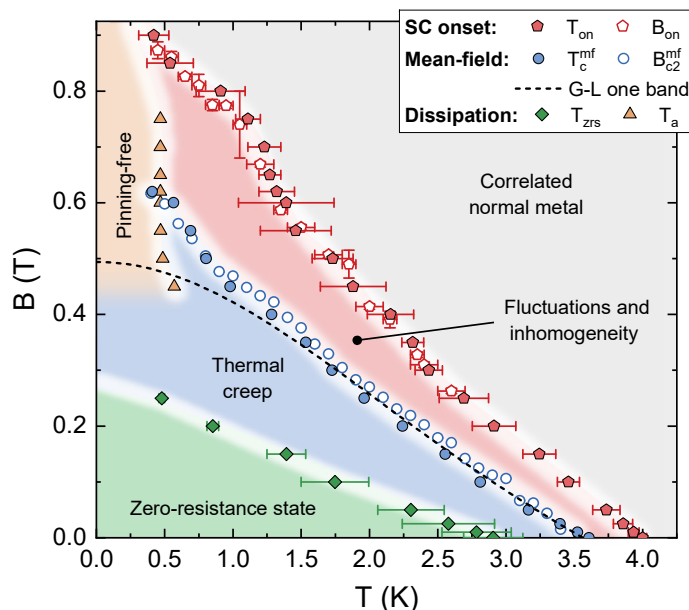 SC onset: T_on B_on
Mean-field: T_c^mf B_c2^mf
G-L one band
Dissipation: T_zrs T_a
Pinning-free
Correlated
normal metal
Fluctuations and
inhomogeneity
Thermal
creep
Zero-resistance state
B (T)
0.8
0.6
0.4
0.2
0.0
0.0 0.5 1.0 1.5 2.0 2.5 3.0 3.5 4.0
T (K)